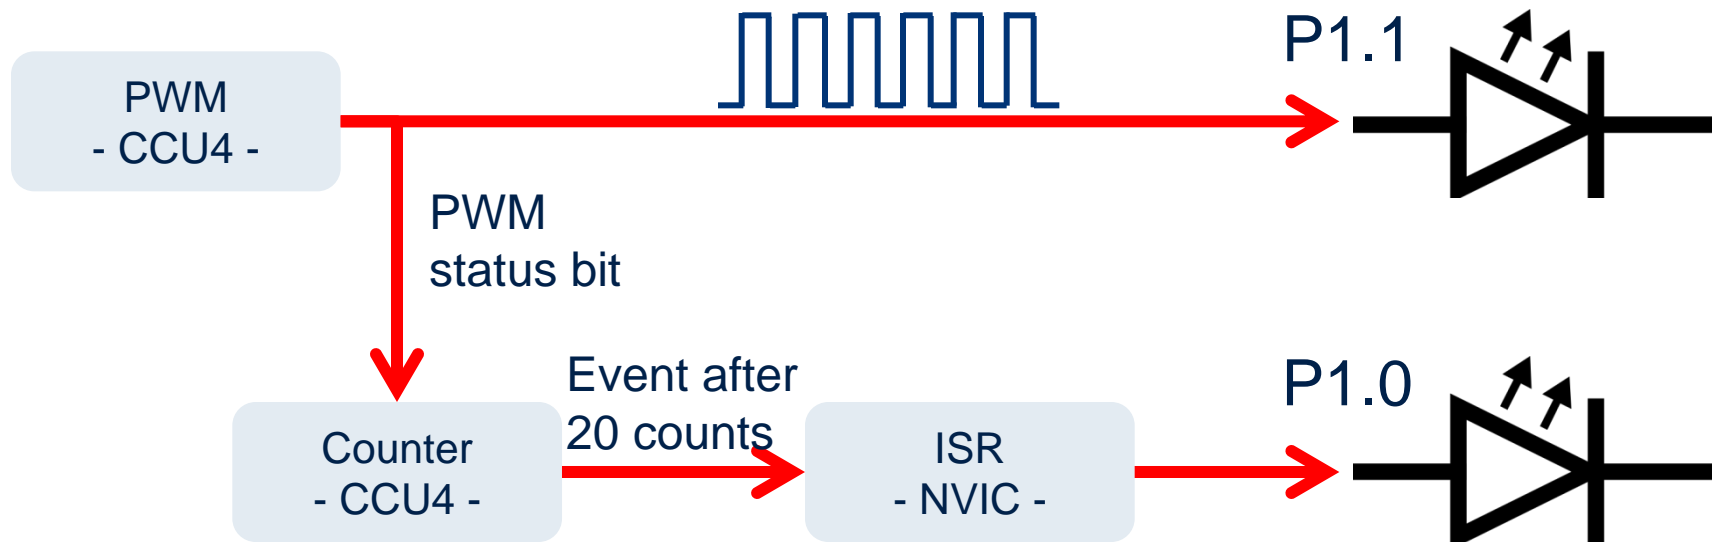 PWM
- CCU4 -
P1.1
PWM
status bit
Event after
20 counts
Counter
- CCU4 -
ISR
- NVIC -
P1.0